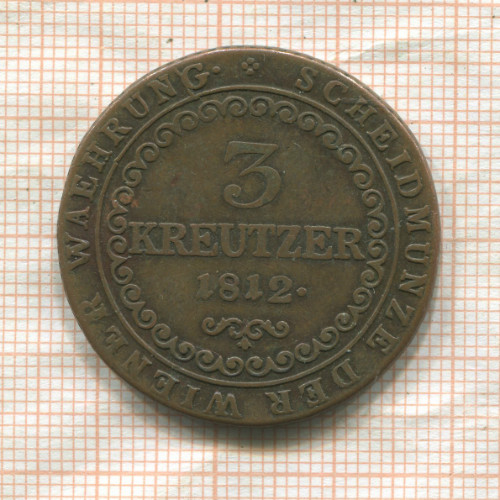 SCHEIDMÜNZE DER WIENER WAEHRUNG·
3
KREUTZER
1812·